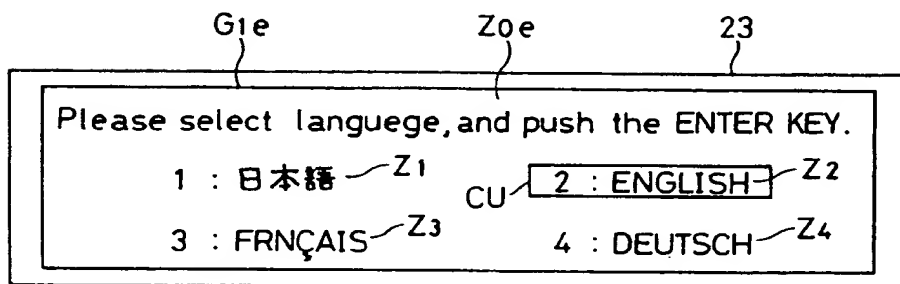 G1e Z0e 23
Please select languege, and push the ENTER KEY.
1 : 日本語 Z1 CU 2 : ENGLISH Z2
3 : FRNÇAIS Z3 4 : DEUTSCH Z4